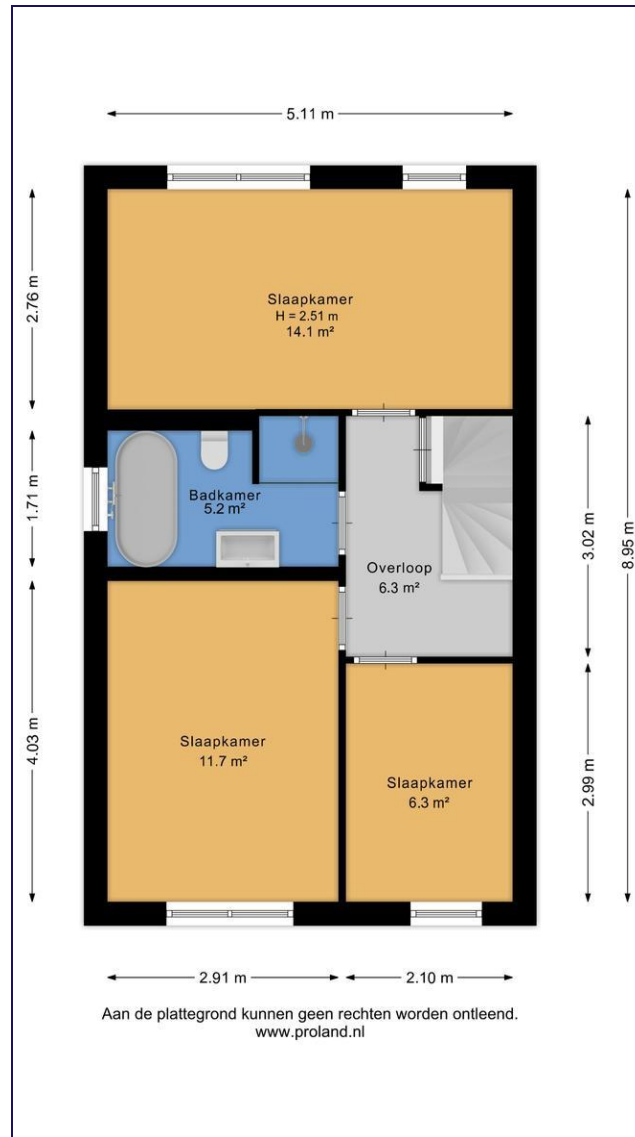 5.11 m
2.76 m
Slaapkamer
H = 2.51 m
14.1 m²
1.71 m
Badkamer
5.2 m²
Overloop
6.3 m²
3.02 m
8.95 m
4.03 m
Slaapkamer
11.7 m²
Slaapkamer
6.3 m²
2.99 m
2.91 m
2.10 m
Aan de plattegrond kunnen geen rechten worden ontleend.
www.proland.nl